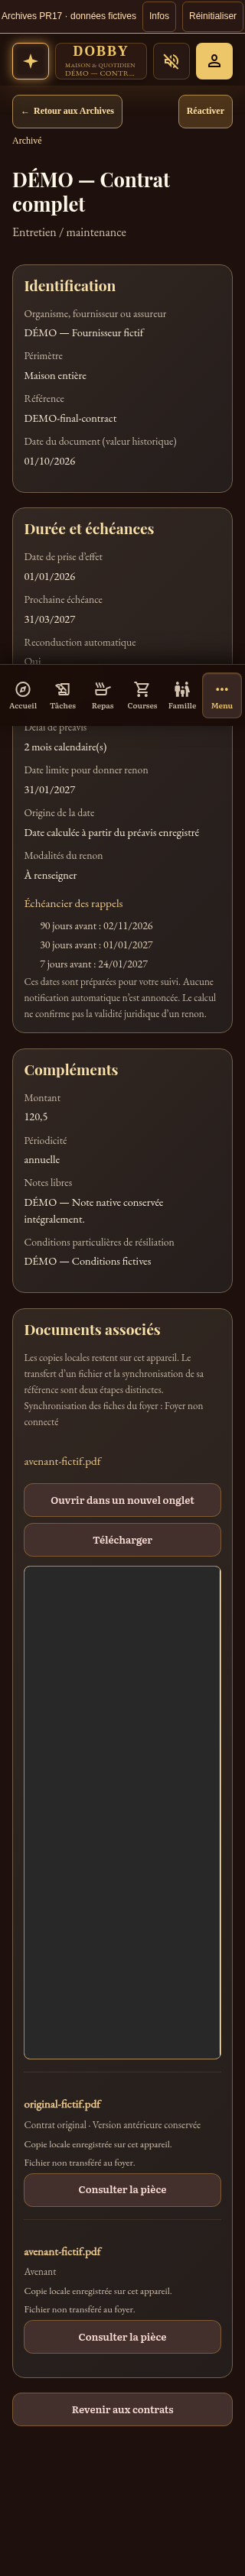 Archives PR17 · données fictives
Infos
Réinitialiser
DOBBY
MAISON & QUOTIDIEN
DÉMO — CONTR...
← Retour aux Archives
Réactiver
Archivé
DÉMO — Contrat
complet
Entretien / maintenance
Identification
Organisme, fournisseur ou assureur
DÉMO — Fournisseur fictif
Périmètre
Maison entière
Référence
DEMO-final-contract
Date du document (valeur historique)
01/10/2026
Durée et échéances
Date de prise d'effet
01/01/2026
Prochaine échéance
31/03/2027
Reconduction automatique
Oui
Accueil
Tâches
Repas
Courses
Famille
Menu
Délai de préavis
2 mois calendaire(s)
Date limite pour donner renon
31/01/2027
Origine de la date
Date calculée à partir du préavis enregistré
Modalités du renon
À renseigner
Échéancier des rappels
90 jours avant : 02/11/2026
30 jours avant : 01/01/2027
7 jours avant : 24/01/2027
Ces dates sont préparées pour votre suivi. Aucune
notification automatique n'est annoncée. Le calcul
ne confirme pas la validité juridique d'un renon.
Compléments
Montant
120,5
Périodicité
annuelle
Notes libres
DÉMO — Note native conservée
intégralement.
Conditions particulières de résiliation
DÉMO — Conditions fictives
Documents associés
Les copies locales restent sur cet appareil. Le
transfert d'un fichier et la synchronisation de sa
référence sont deux étapes distinctes.
Synchronisation des fiches du foyer : Foyer non
connecté
avenant-fictif.pdf
Ouvrir dans un nouvel onglet
Télécharger
original-fictif.pdf
Contrat original · Version antérieure conservée
Copie locale enregistrée sur cet appareil.
Fichier non transféré au foyer.
Consulter la pièce
avenant-fictif.pdf
Avenant
Copie locale enregistrée sur cet appareil.
Fichier non transféré au foyer.
Consulter la pièce
Revenir aux contrats